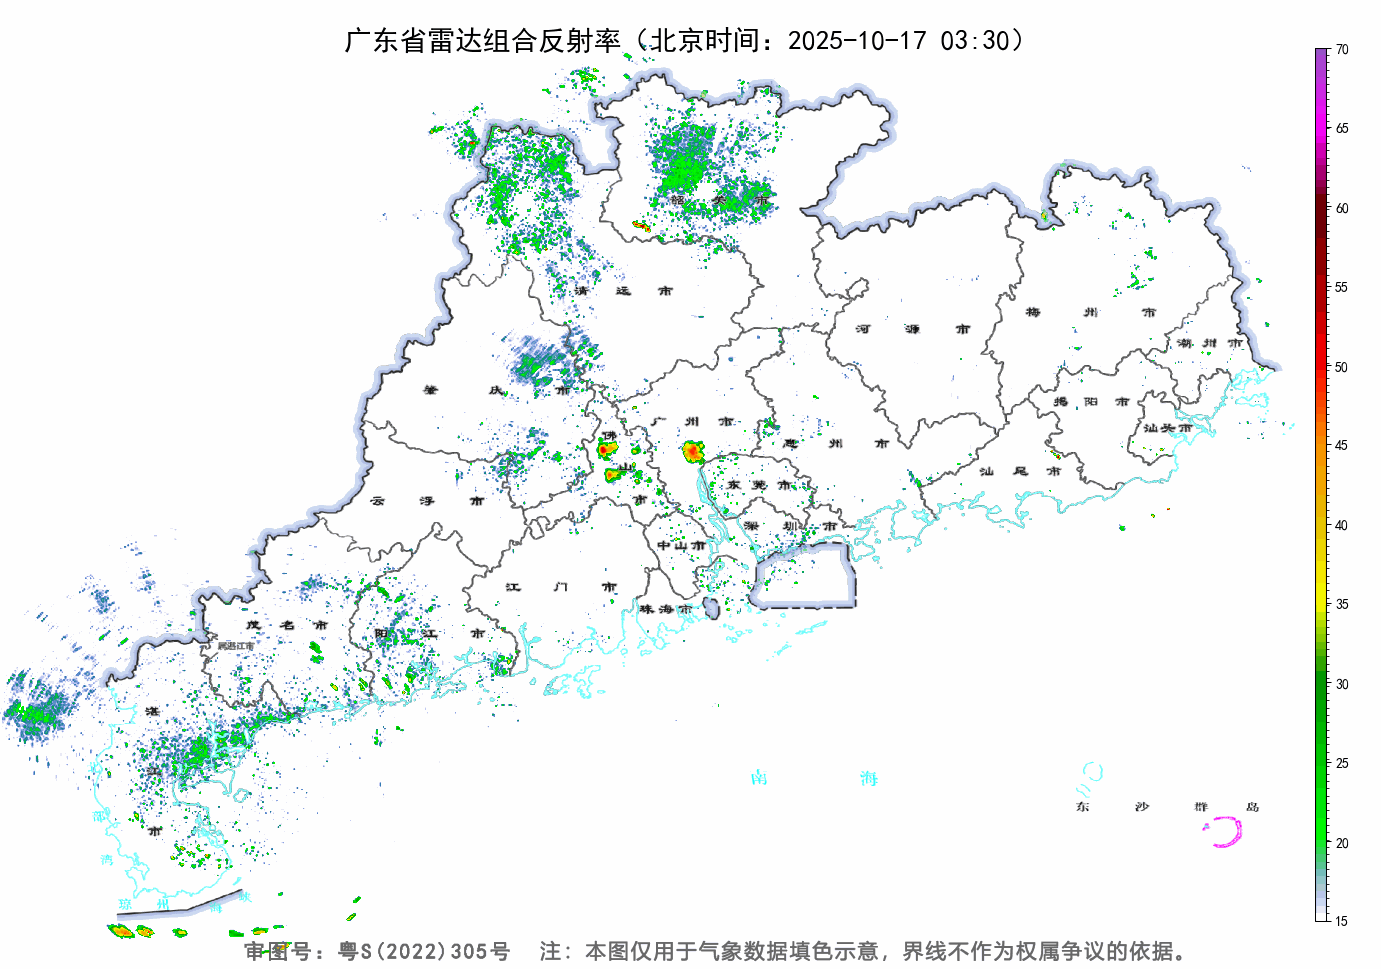 广东省雷达组合反射率（北京时间：2025-10-17 03:30）
70
65
60
55
50
45
40
35
30
25
20
15
韶关市
清远市
河源市
梅州市
潮州市
肇庆市
广州市
佛山市
惠州市
揭阳市
汕头市
汕尾市
东莞市
云浮市
深圳市
中山市
江门市
珠海市
茂名市
阳江市
属湛江市
湛江市
南海
东沙群岛
琼州海峡
审图号：粤S(2022)305号 注：本图仅用于气象数据填色示意，界线不作为权属争议的依据。